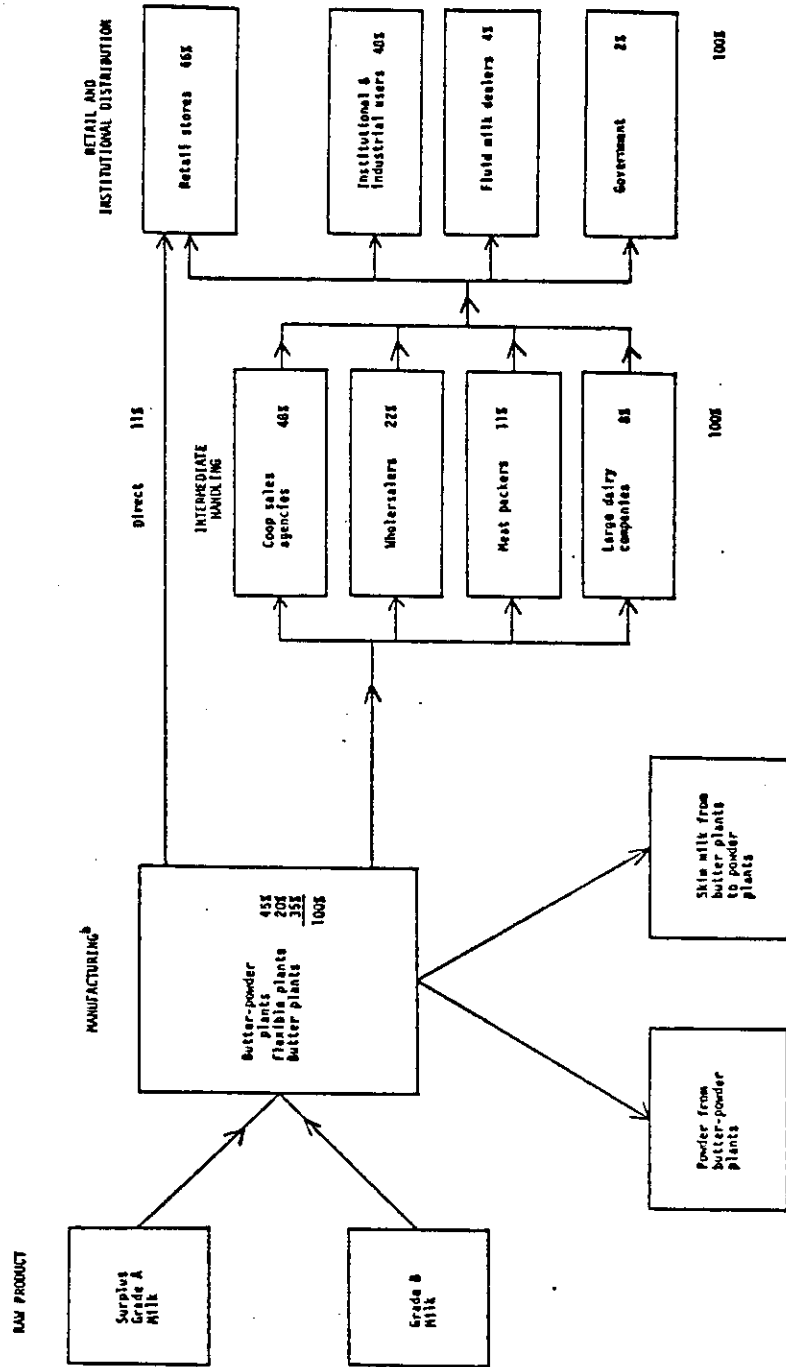 RAW PRODUCT
Surplus
Grade A
Milk
Grade B
Milk
MANUFACTURINGᵇ
Butter-powder
plants 45%
Flexible plants 20%
Butter plants 35%
100%
Powder from
butter-powder
plants
Skim milk from
butter plants
to powder
plants
Direct 11%
INTERMEDIATE
HANDLING
Coop sales
agencies 48%
Wholersalers 22%
Meat packers 11%
Large dairy
companies 8%
100%
RETAIL AND
INSTITUTIONAL DISTRIBUTION
Retail stores 46%
Institutional &
industrial users 48%
Fluid milk dealers 4%
Government 2%
100%